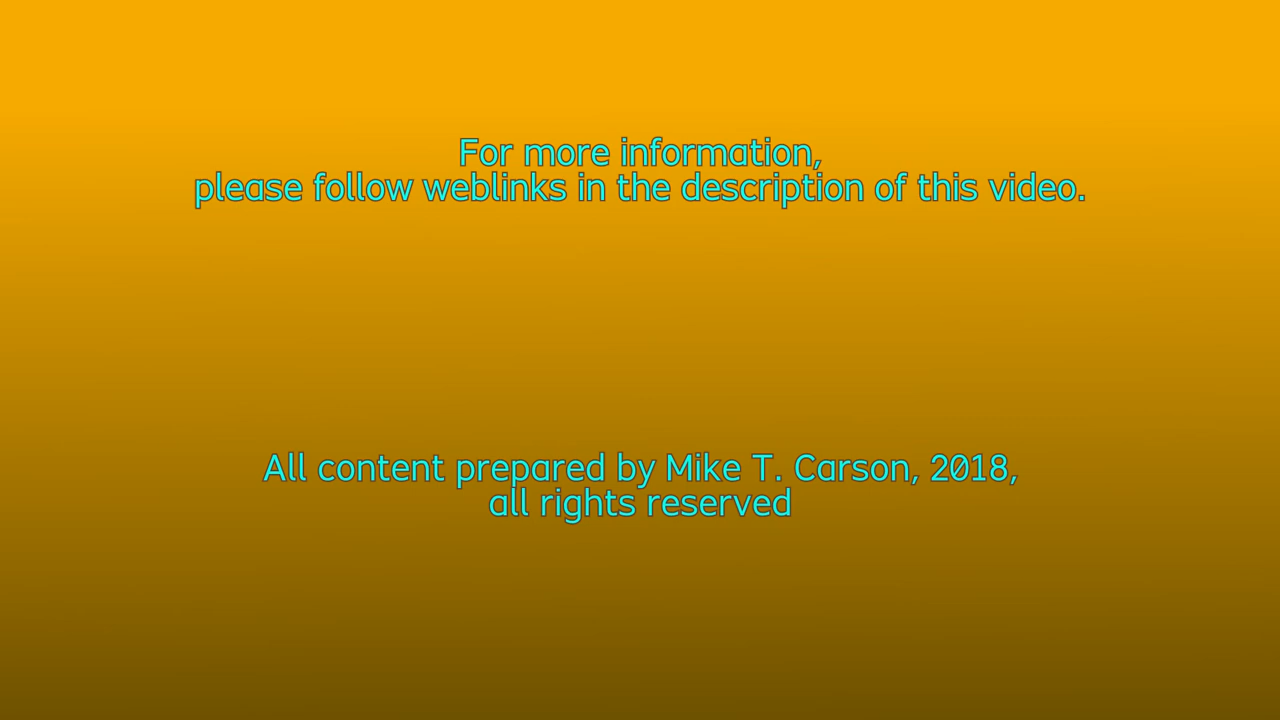 For more information,
please follow weblinks in the description of this video.
All content prepared by Mike T. Carson, 2018,
all rights reserved